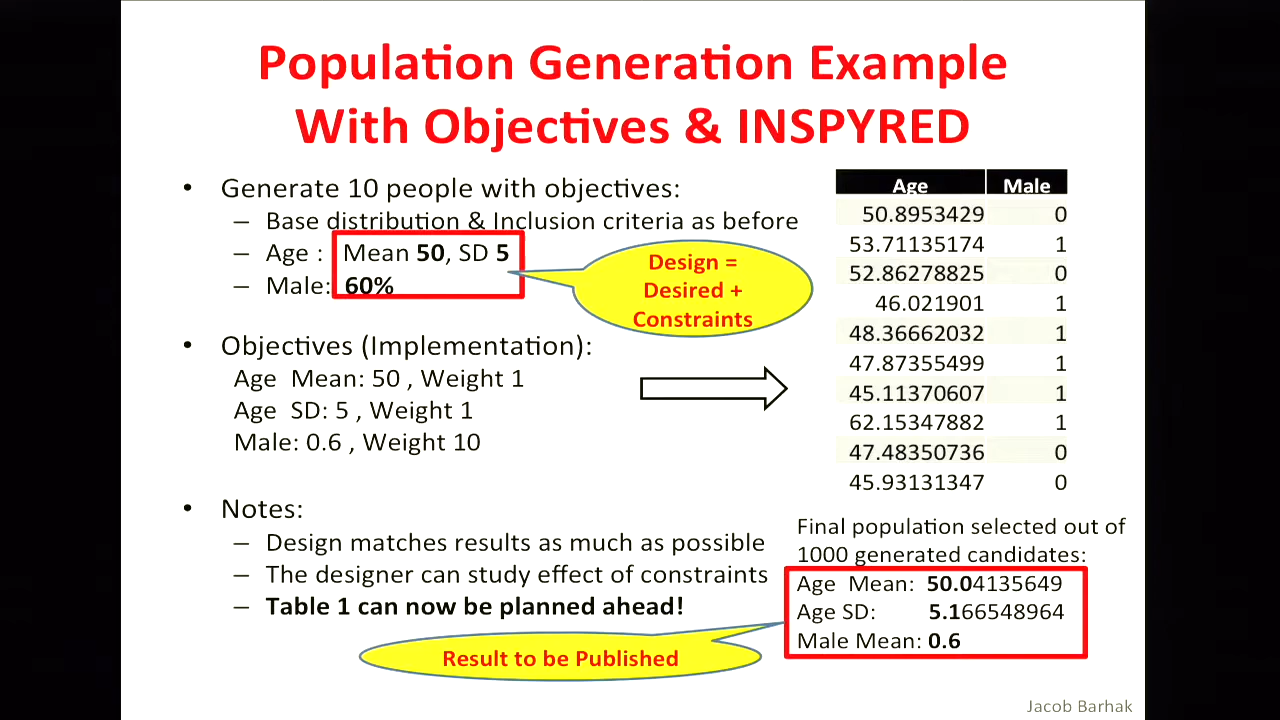 Population Generation Example
With Objectives & INSPYRED
• Generate 10 people with objectives:
– Base distribution & Inclusion criteria as before
– Age : Mean 50, SD 5
– Male: 60%
Design =
Desired +
Constraints
• Objectives (Implementation):
Age Mean: 50 , Weight 1
Age SD: 5 , Weight 1
Male: 0.6 , Weight 10
• Notes:
– Design matches results as much as possible
– The designer can study effect of constraints
– Table 1 can now be planned ahead!
Age Male
50.8953429 0
53.71135174 1
52.86278825 0
46.021901 1
48.36662032 1
47.87355499 1
45.11370607 1
62.15347882 1
47.48350736 0
45.93131347 0
Final population selected out of
1000 generated candidates:
Age Mean: 50.04135649
Age SD: 5.166548964
Male Mean: 0.6
Result to be Published
Jacob Barhak